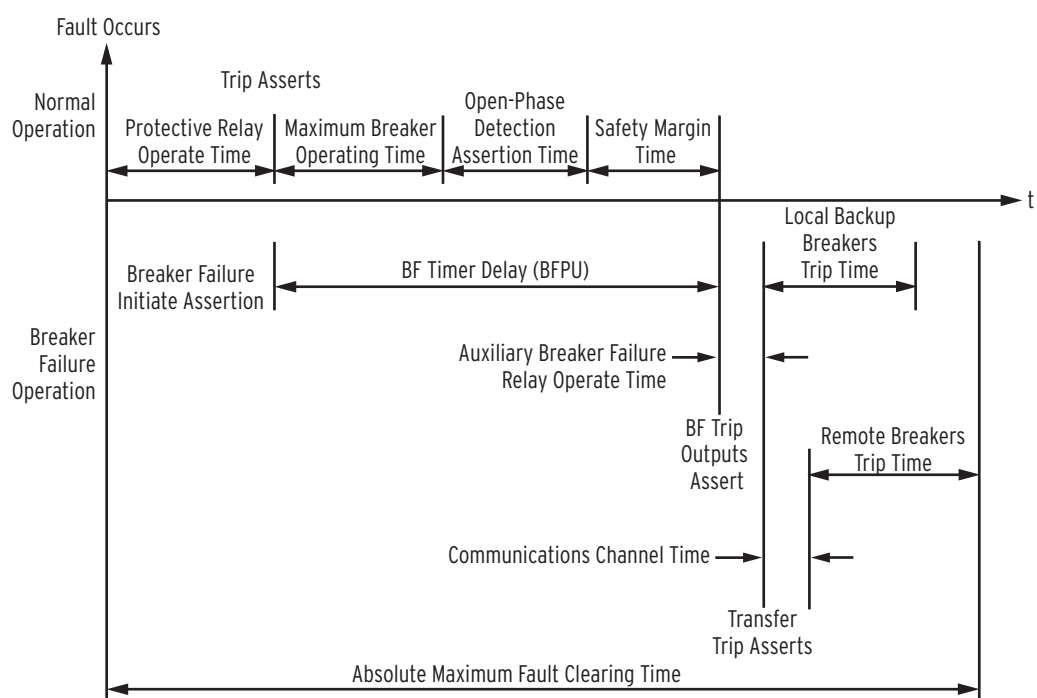 Fault Occurs
Normal
Operation
Trip Asserts
Protective Relay
Operate Time
Maximum Breaker
Operating Time
Open-Phase
Detection
Assertion Time
Safety Margin
Time
t
Breaker
Failure
Operation
Breaker Failure
Initiate Assertion
BF Timer Delay (BFPU)
Local Backup
Breakers
Trip Time
Auxiliary Breaker Failure
Relay Operate Time
BF Trip
Outputs
Assert
Remote Breakers
Trip Time
Communications Channel Time
Transfer
Trip Asserts
Absolute Maximum Fault Clearing Time